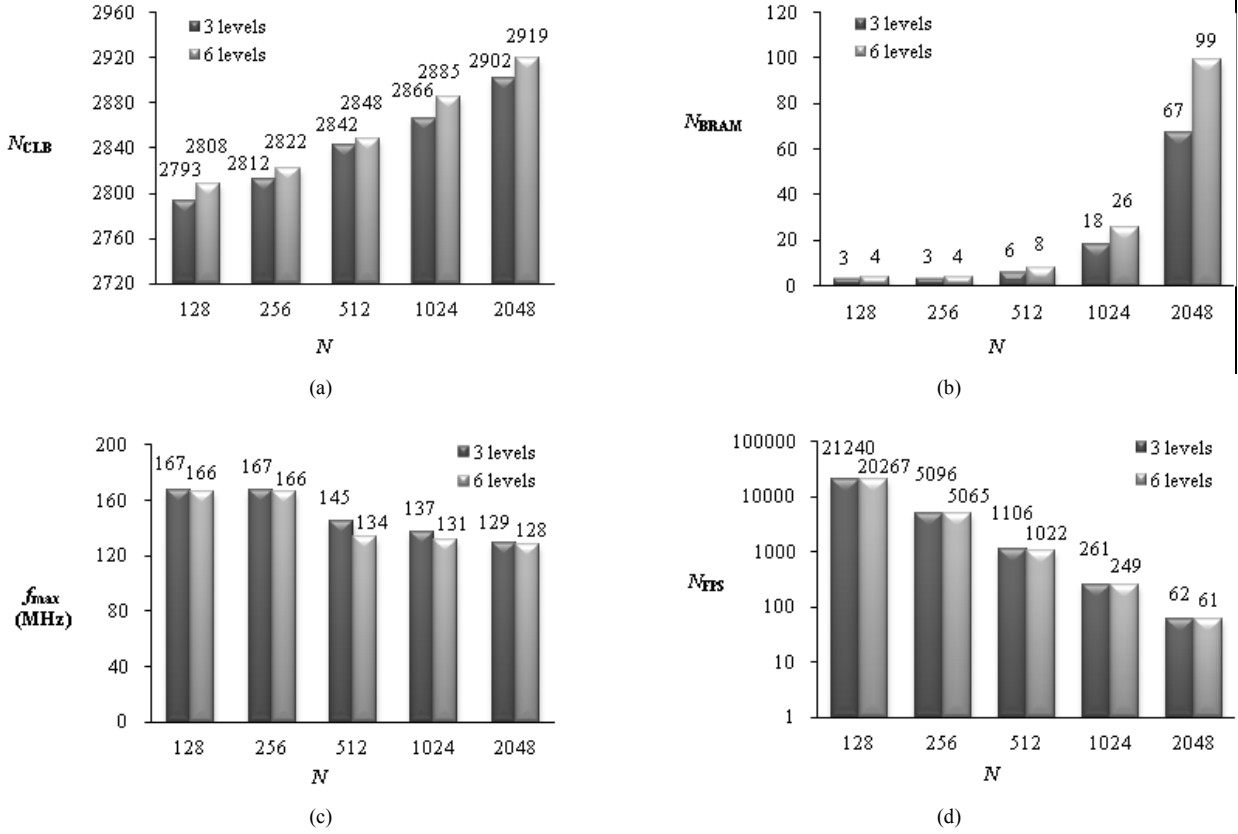 2960
2920
2880
2840
2800
2760
2720
N_CLB
3 levels
6 levels
2793 2808
2812 2822
2842 2848
2866 2885
2902 2919
128 256 512 1024 2048
N
(a)
120
100
80
60
40
20
0
N_BRAM
3 levels
6 levels
3 4 3 4 6 8 18 26 67 99
128 256 512 1024 2048
N
(b)
200
160
120
80
40
0
f_max
(MHz)
3 levels
6 levels
167 166 167 166 145 134 137 131 129 128
128 256 512 1024 2048
N
(c)
100000
10000
1000
100
10
1
N_FPS
3 levels
6 levels
21240 20267 5096 5065 1106 1022 261 249 62 61
128 256 512 1024 2048
N
(d)